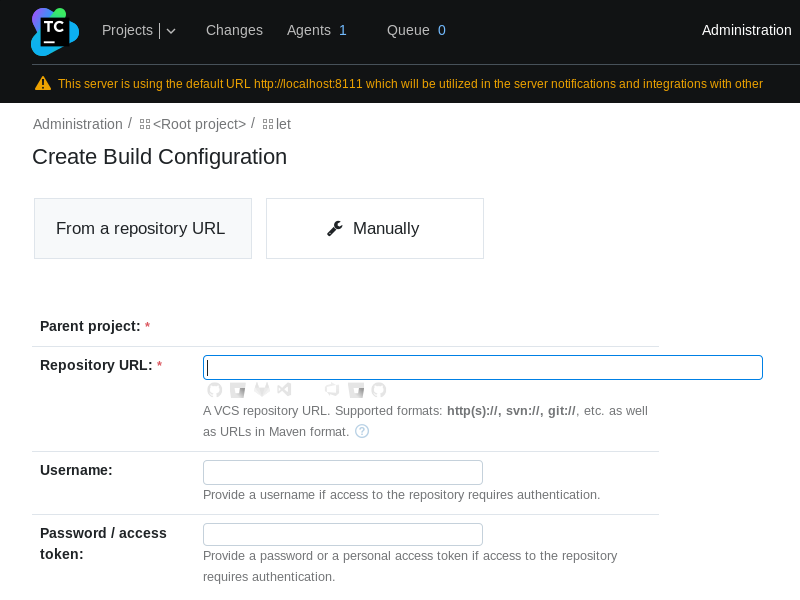 TC Projects Changes Agents 1 Queue 0 Administration
This server is using the default URL http://localhost:8111 which will be utilized in the server notifications and integrations with other
Administration / <Root project> / let
Create Build Configuration
From a repository URL Manually
Parent project: *
Repository URL: *
A VCS repository URL. Supported formats: http(s)://, svn://, git://, etc. as well
as URLs in Maven format. ?
Username:
Provide a username if access to the repository requires authentication.
Password / access
token:
Provide a password or a personal access token if access to the repository
requires authentication.